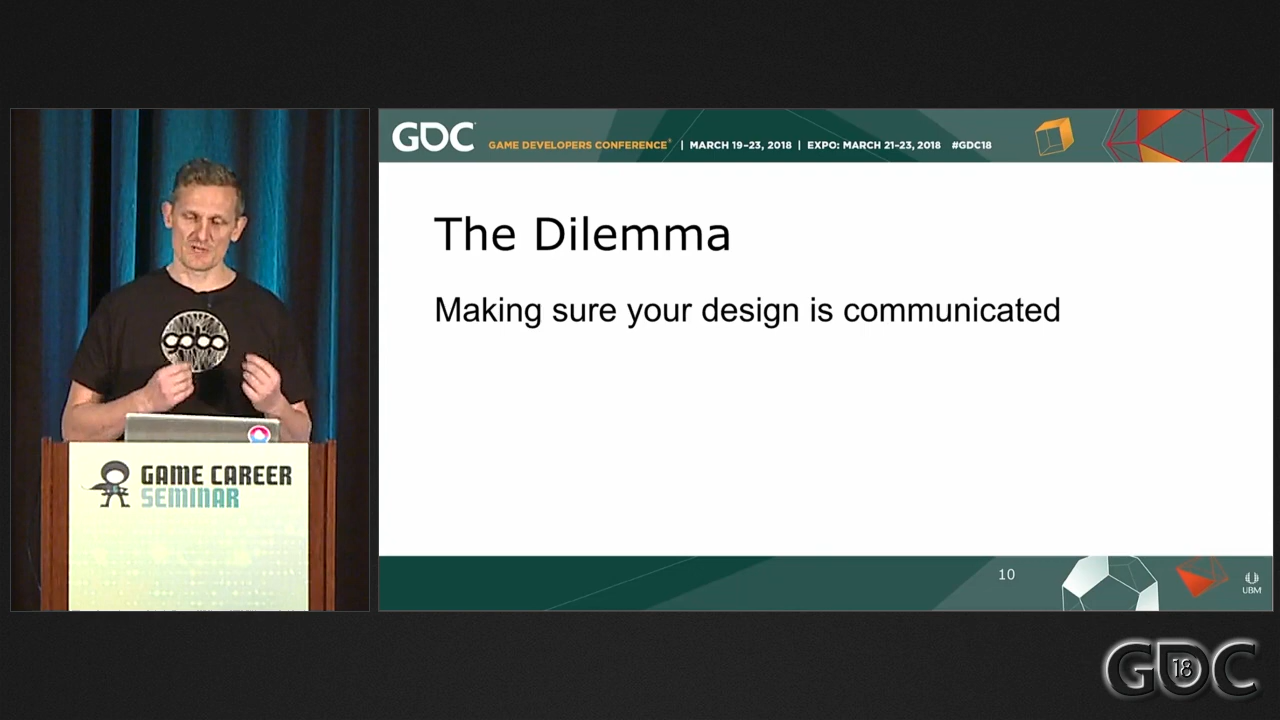 GDC
GAME DEVELOPERS CONFERENCE® | MARCH 19–23, 2018 | EXPO: MARCH 21–23, 2018 #GDC18
The Dilemma
Making sure your design is communicated
gobo
GAME CAREER
SEMINAR
10
UBM
GDC
18